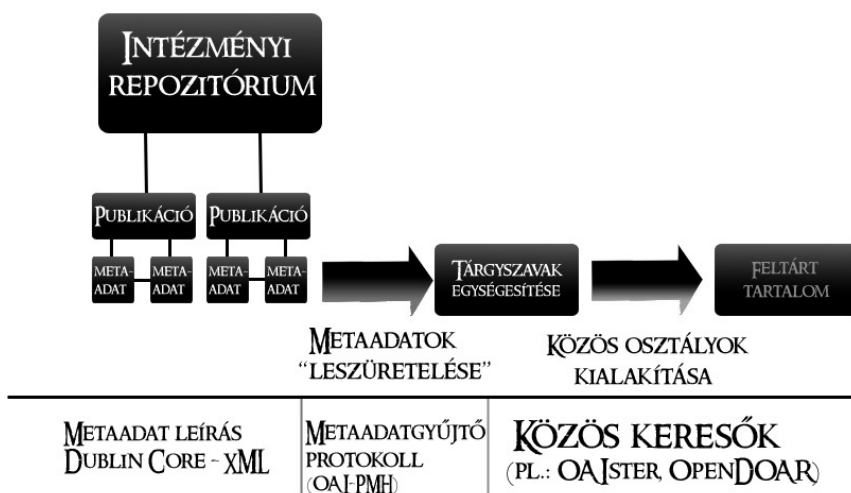 INTÉZMÉNYI
REPOZITÓRIUM
PUBLIKÁCIÓ
PUBLIKÁCIÓ
META-
ADAT
META-
ADAT
META-
ADAT
META-
ADAT
TÁRGYSZAVAK
EGYSÉGESÍTÉSE
FELTÁRT
TARTALOM
METAADATOK
"LESZÜRETELÉSE"
KÖZÖS OSZTÁLYOK
KIALAKÍTÁSA
METAADAT LEÍRÁS
DUBLIN CORE - XML
METAADATGYŰJTŐ
PROTOKOLL
(OAI-PMH)
KÖZÖS KERESŐK
(PL.: OAISTER, OPENDOAR)